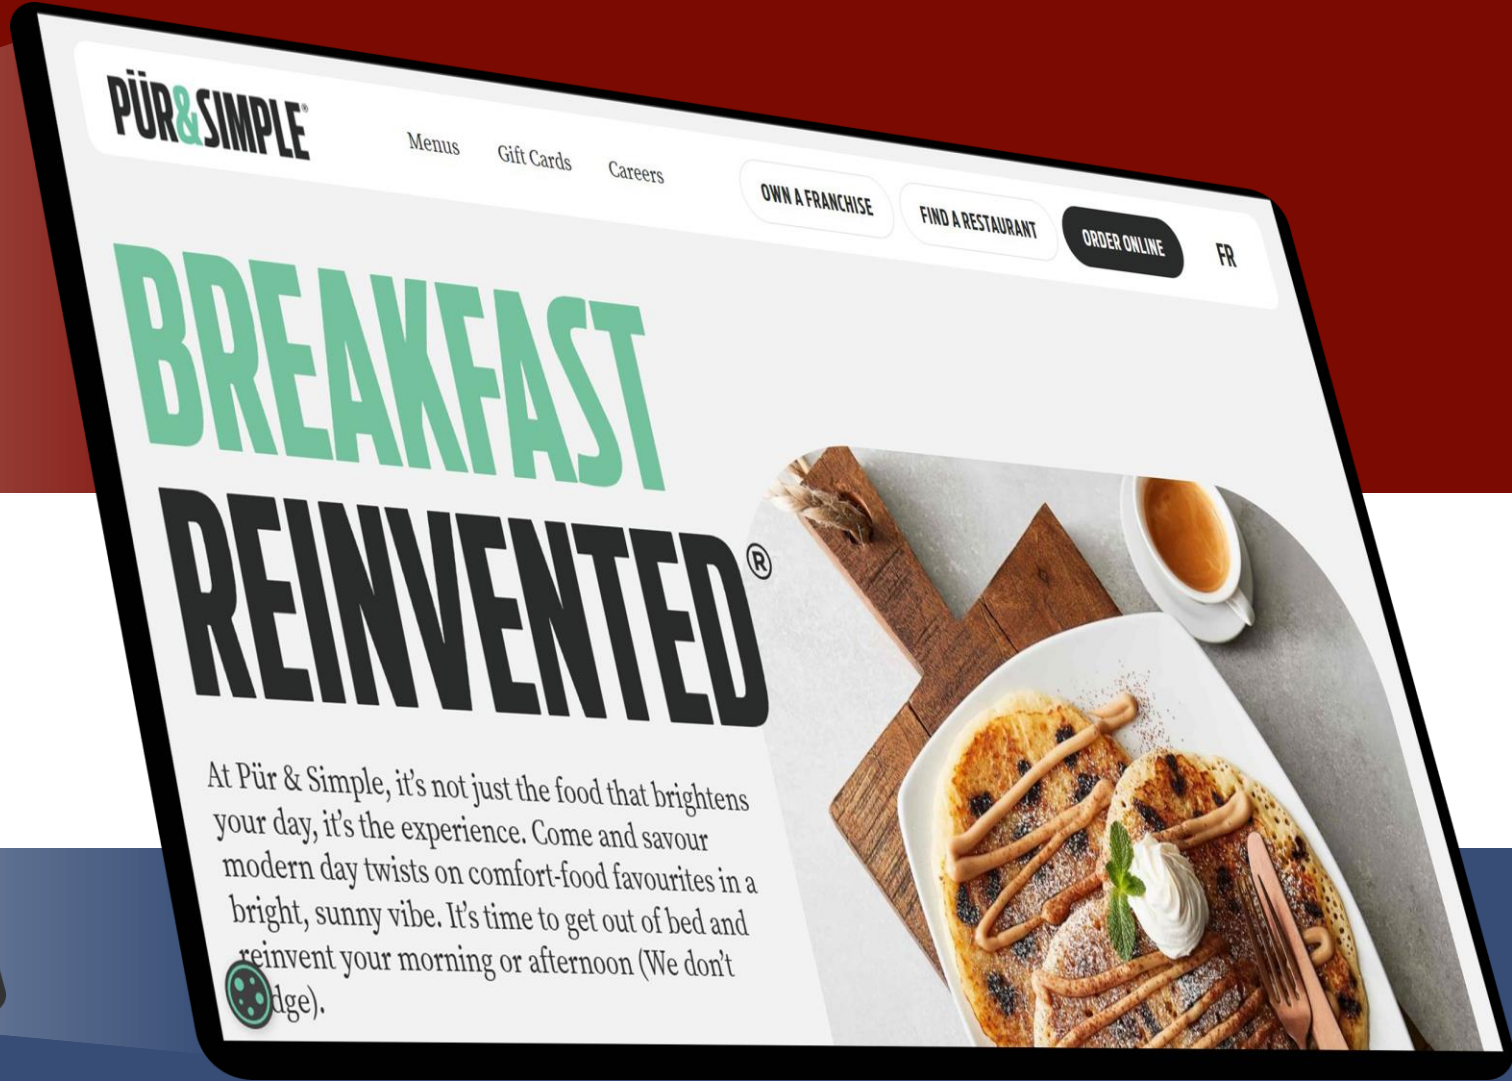 PÜR&SIMPLE®
Menus
Gift Cards
Careers
OWN A FRANCHISE
FIND A RESTAURANT
ORDER ONLINE
FR
BREAKFAST
REINVENTED®
At Pür & Simple, it's not just the food that brightens
your day, it's the experience. Come and savour
modern day twists on comfort-food favourites in a
bright, sunny vibe. It's time to get out of bed and
reinvent your morning or afternoon (We don't
dge).